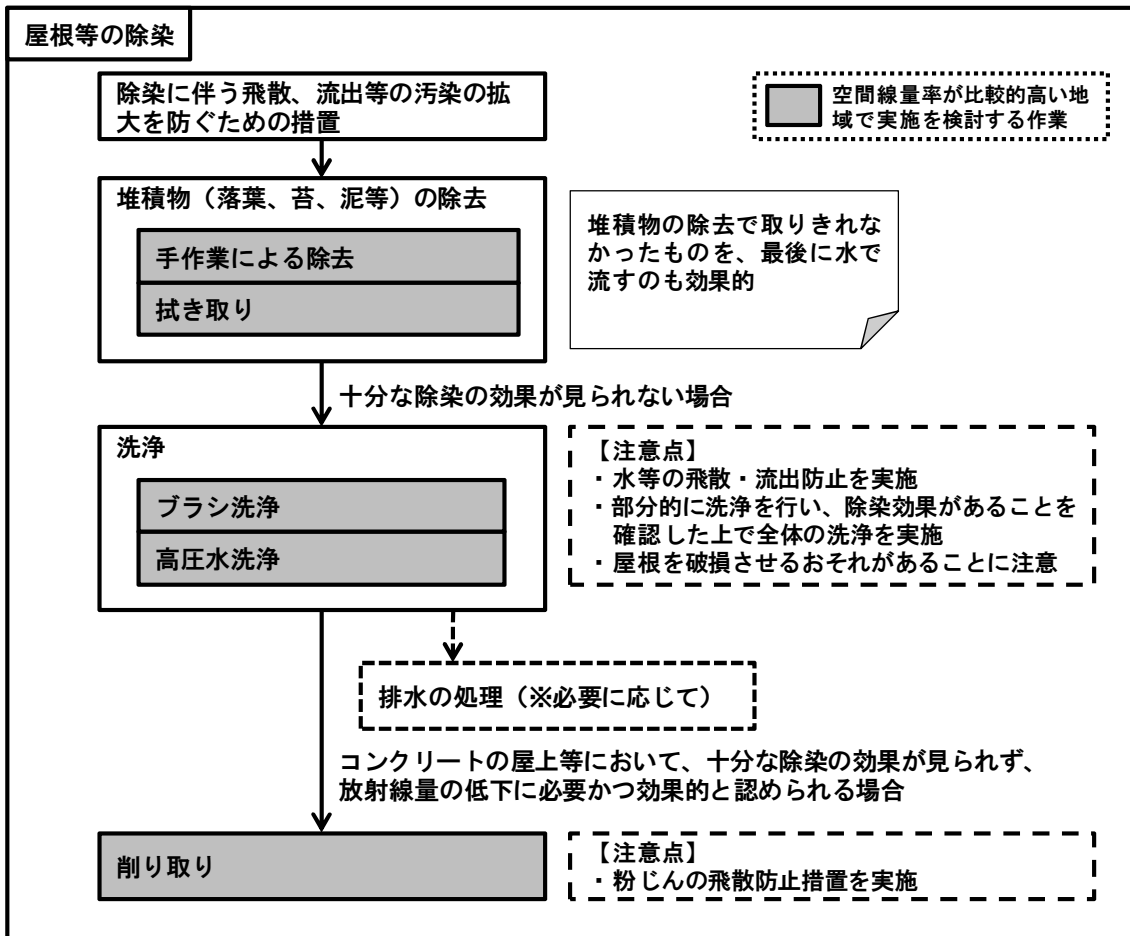 屋根等の除染
除染に伴う飛散、流出等の汚染の拡
大を防ぐための措置
空間線量率が比較的高い地
域で実施を検討する作業
堆積物（落葉、苔、泥等）の除去
手作業による除去
拭き取り
堆積物の除去で取りきれな
かったものを、最後に水で
流すのも効果的
十分な除染の効果が見られない場合
洗浄
ブラシ洗浄
高圧水洗浄
【注意点】
・水等の飛散・流出防止を実施
・部分的に洗浄を行い、除染効果があることを
確認した上で全体の洗浄を実施
・屋根を破損させるおそれがあることに注意
排水の処理（※必要に応じて）
コンクリートの屋上等において、十分な除染の効果が見られず、
放射線量の低下に必要かつ効果的と認められる場合
削り取り
【注意点】
・粉じんの飛散防止措置を実施